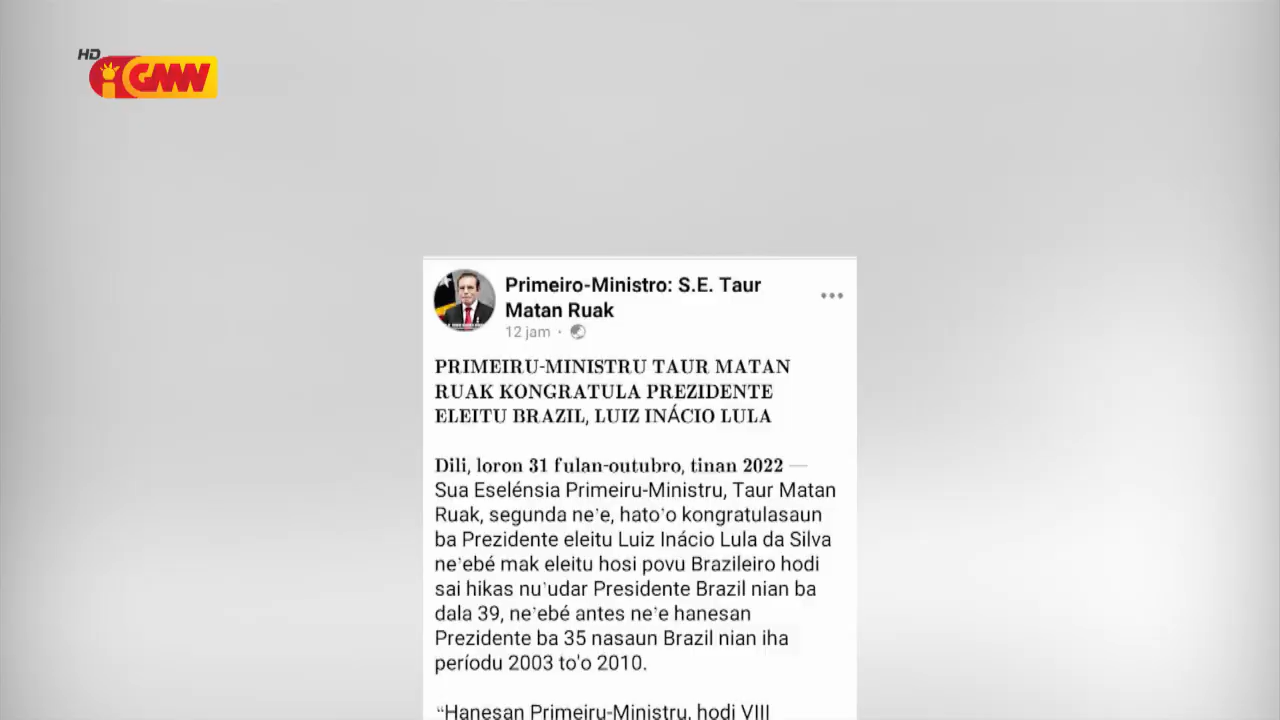 HD
GMN
Primeiro-Ministro: S.E. Taur
Matan Ruak
12 jam ·
PRIMEIRU-MINISTRU TAUR MATAN
RUAK KONGRATULA PREZIDENTE
ELEITU BRAZIL, LUIZ INÁCIO LULA
Dili, loron 31 fulan-outubro, tinan 2022 —
Sua Eselénsia Primeiru-Ministru, Taur Matan
Ruak, segunda ne’e, hato’o kongratulasaun
ba Prezidente eleitu Luiz Inácio Lula da Silva
ne’ebé mak eleitu hosi povu Brazileiro hodi
sai hikas nu’udar Presidente Brazil nian ba
dala 39, ne’ebé antes ne’e hanesan
Prezidente ba 35 nasaun Brazil nian iha
períodu 2003 to'o 2010.
“Hanesan Primeiru-Ministru, hodi VIII